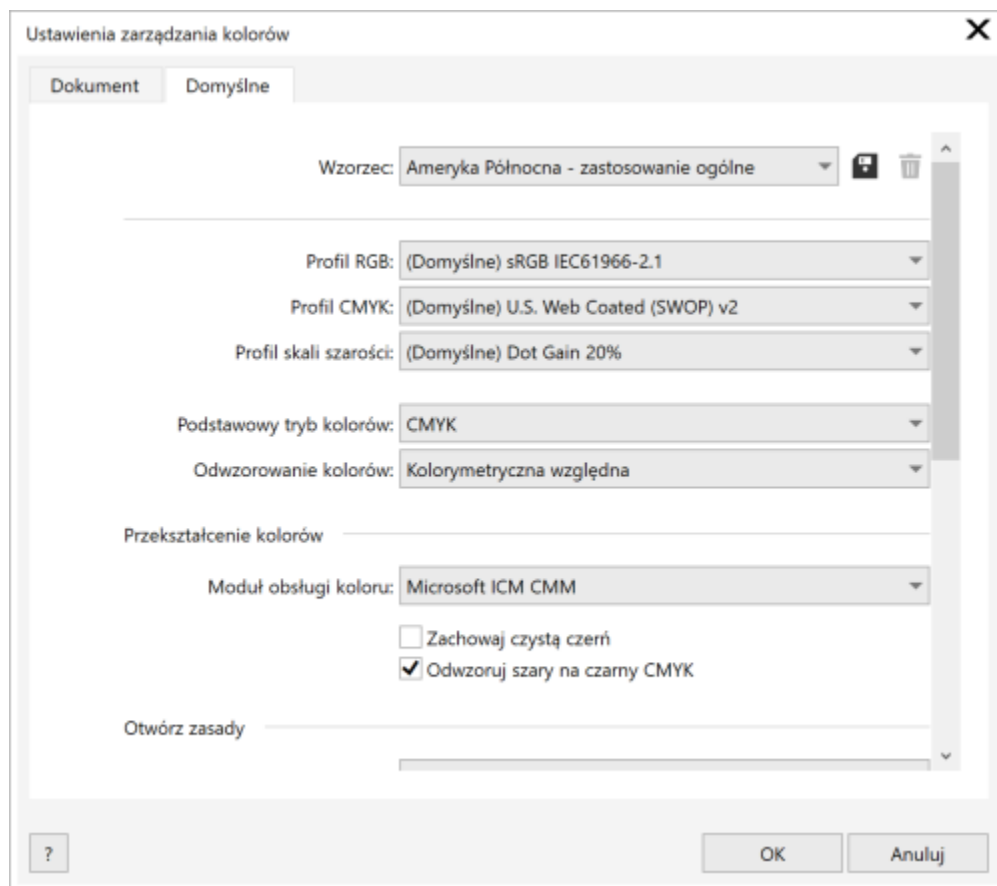 Ustawienia zarządzania kolorów
Dokument Domyślne
Wzorzec: Ameryka Północna - zastosowanie ogólne
Profil RGB: (Domyślne) sRGB IEC61966-2.1
Profil CMYK: (Domyślne) U.S. Web Coated (SWOP) v2
Profil skali szarości: (Domyślne) Dot Gain 20%
Podstawowy tryb kolorów: CMYK
Odwzorowanie kolorów: Kolorymetryczna względna
Przekształcenie kolorów
Moduł obsługi koloru: Microsoft ICM CMM
Zachowaj czystą czerń
Odwzoruj szary na czarny CMYK
Otwórz zasady
? OK Anuluj